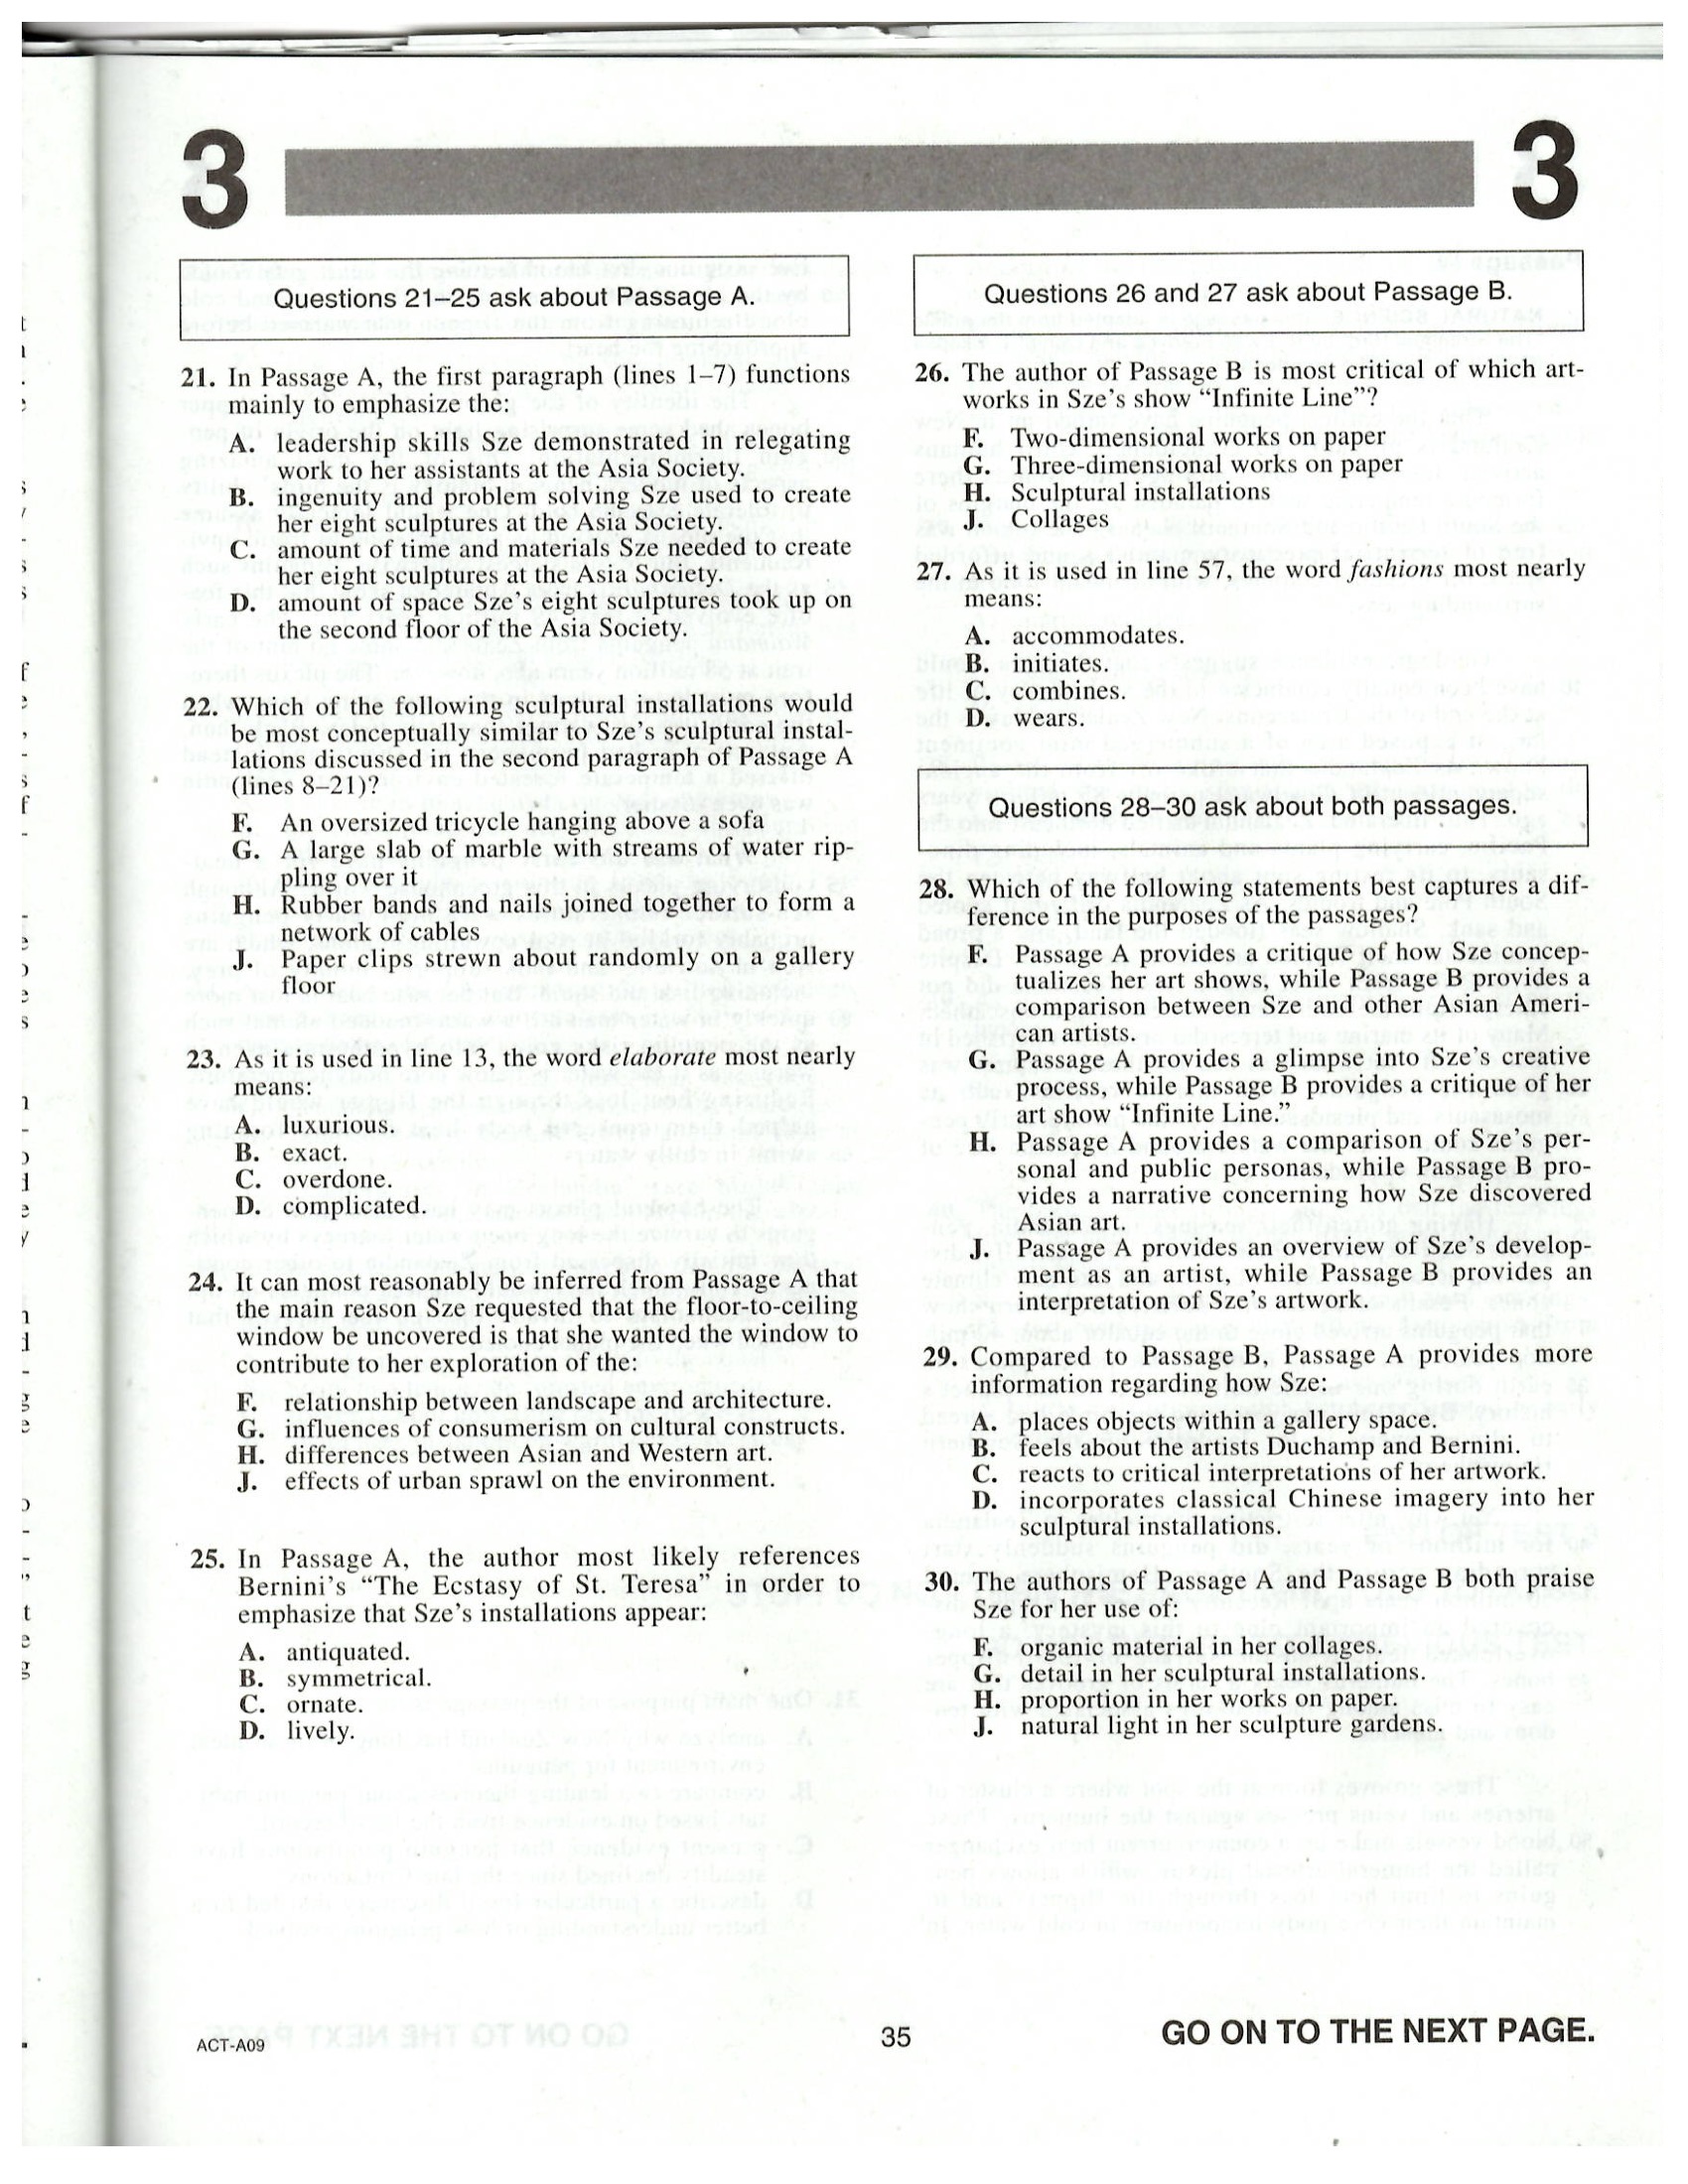 3
3
Questions 21–25 ask about Passage A.
21. In Passage A, the first paragraph (lines 1–7) functions
mainly to emphasize the:
A. leadership skills Sze demonstrated in relegating
work to her assistants at the Asia Society.
B. ingenuity and problem solving Sze used to create
her eight sculptures at the Asia Society.
C. amount of time and materials Sze needed to create
her eight sculptures at the Asia Society.
D. amount of space Sze's eight sculptures took up on
the second floor of the Asia Society.
22. Which of the following sculptural installations would
be most conceptually similar to Sze's sculptural instal-
lations discussed in the second paragraph of Passage A
(lines 8–21)?
F. An oversized tricycle hanging above a sofa
G. A large slab of marble with streams of water rip-
pling over it
H. Rubber bands and nails joined together to form a
network of cables
J. Paper clips strewn about randomly on a gallery
floor
23. As it is used in line 13, the word elaborate most nearly
means:
A. luxurious.
B. exact.
C. overdone.
D. complicated.
24. It can most reasonably be inferred from Passage A that
the main reason Sze requested that the floor-to-ceiling
window be uncovered is that she wanted the window to
contribute to her exploration of the:
F. relationship between landscape and architecture.
G. influences of consumerism on cultural constructs.
H. differences between Asian and Western art.
J. effects of urban sprawl on the environment.
25. In Passage A, the author most likely references
Bernini's "The Ecstasy of St. Teresa" in order to
emphasize that Sze's installations appear:
A. antiquated.
B. symmetrical.
C. ornate.
D. lively.
Questions 26 and 27 ask about Passage B.
26. The author of Passage B is most critical of which art-
works in Sze's show "Infinite Line"?
F. Two-dimensional works on paper
G. Three-dimensional works on paper
H. Sculptural installations
J. Collages
27. As it is used in line 57, the word fashions most nearly
means:
A. accommodates.
B. initiates.
C. combines.
D. wears.
Questions 28–30 ask about both passages.
28. Which of the following statements best captures a dif-
ference in the purposes of the passages?
F. Passage A provides a critique of how Sze concep-
tualizes her art shows, while Passage B provides a
comparison between Sze and other Asian Ameri-
can artists.
G. Passage A provides a glimpse into Sze's creative
process, while Passage B provides a critique of her
art show "Infinite Line."
H. Passage A provides a comparison of Sze's per-
sonal and public personas, while Passage B pro-
vides a narrative concerning how Sze discovered
Asian art.
J. Passage A provides an overview of Sze's develop-
ment as an artist, while Passage B provides an
interpretation of Sze's artwork.
29. Compared to Passage B, Passage A provides more
information regarding how Sze:
A. places objects within a gallery space.
B. feels about the artists Duchamp and Bernini.
C. reacts to critical interpretations of her artwork.
D. incorporates classical Chinese imagery into her
sculptural installations.
30. The authors of Passage A and Passage B both praise
Sze for her use of:
F. organic material in her collages.
G. detail in her sculptural installations.
H. proportion in her works on paper.
J. natural light in her sculpture gardens.
ACT-A09
35
GO ON TO THE NEXT PAGE.